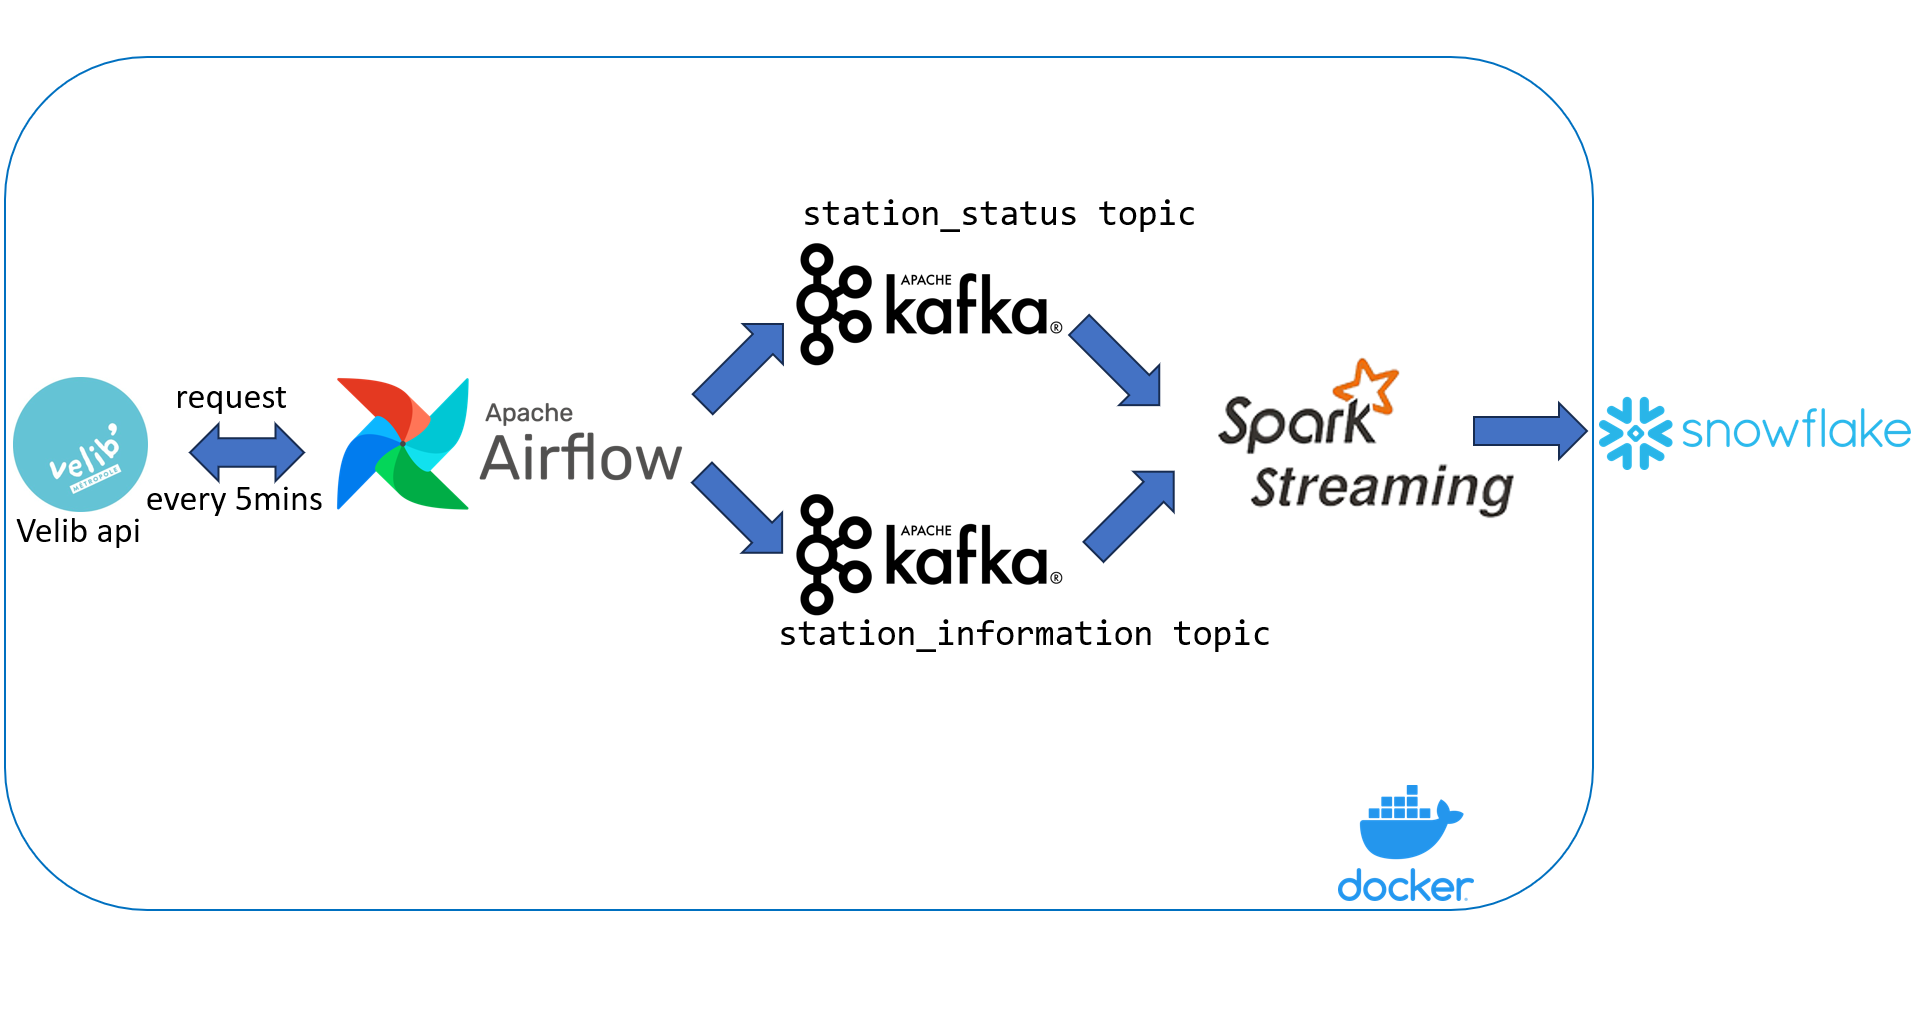 velib'
METROPOLE
Velib api
request
every 5mins
Apache
Airflow
station_status topic
APACHE
kafka®
APACHE
kafka®
station_information topic
Spark
Streaming
snowflake
docker